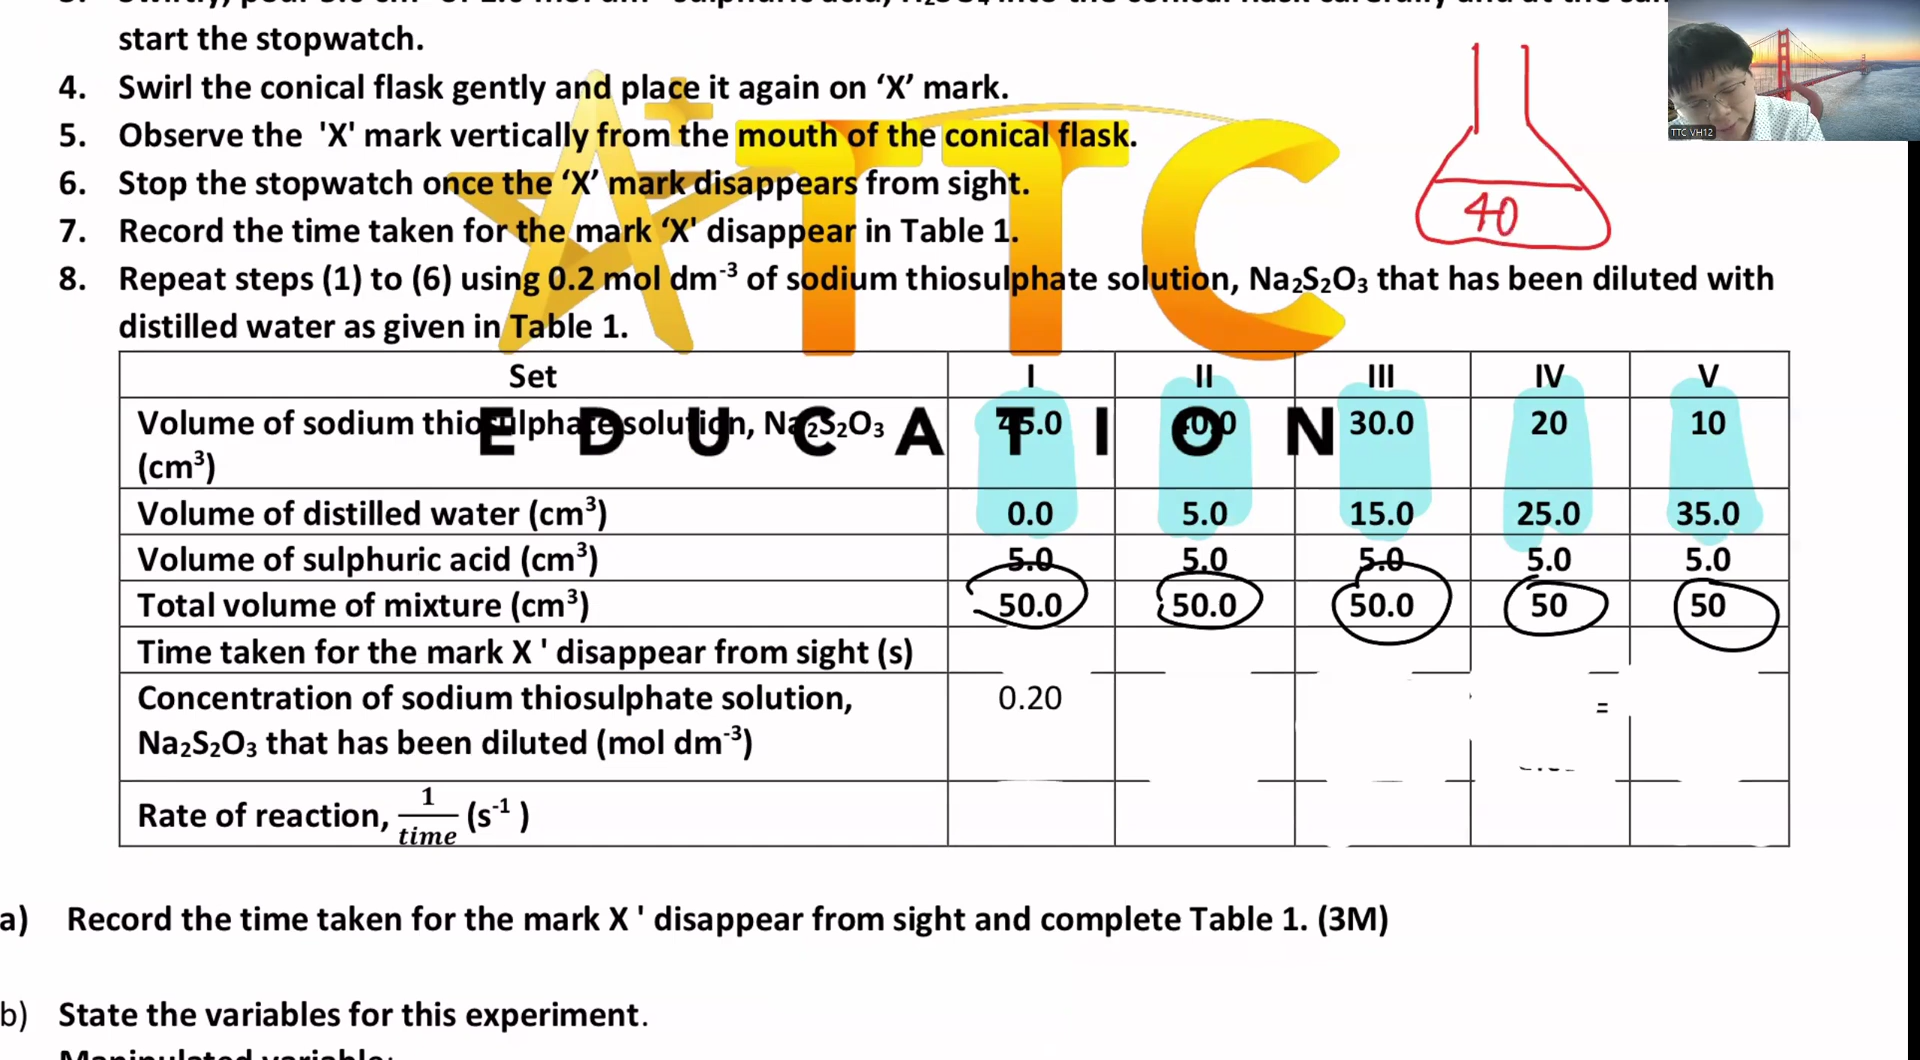 start the stopwatch.
TTC VH12
4. Swirl the conical flask gently and place it again on ‘X’ mark.
5. Observe the 'X' mark vertically from the mouth of the conical flask.
6. Stop the stopwatch once the ‘X’ mark disappears from sight.
7. Record the time taken for the mark ‘X' disappear in Table 1.
40
8. Repeat steps (1) to (6) using 0.2 mol dm⁻³ of sodium thiosulphate solution, Na₂S₂O₃ that has been diluted with
distilled water as given in Table 1.
TTC
EDUCATION
Set I II III IV V
Volume of sodium thiosulphate solution, Na₂S₂O₃ 45.0 40.0 30.0 20 10
(cm³)
Volume of distilled water (cm³) 0.0 5.0 15.0 25.0 35.0
Volume of sulphuric acid (cm³) 5.0 5.0 5.0 5.0 5.0
Total volume of mixture (cm³) 50.0 50.0 50.0 50 50
Time taken for the mark X ' disappear from sight (s)
Concentration of sodium thiosulphate solution, 0.20 =
Na₂S₂O₃ that has been diluted (mol dm⁻³)
Rate of reaction, 1/time (s⁻¹ )
a) Record the time taken for the mark X ' disappear from sight and complete Table 1. (3M)
b) State the variables for this experiment.
Manipulated variable: